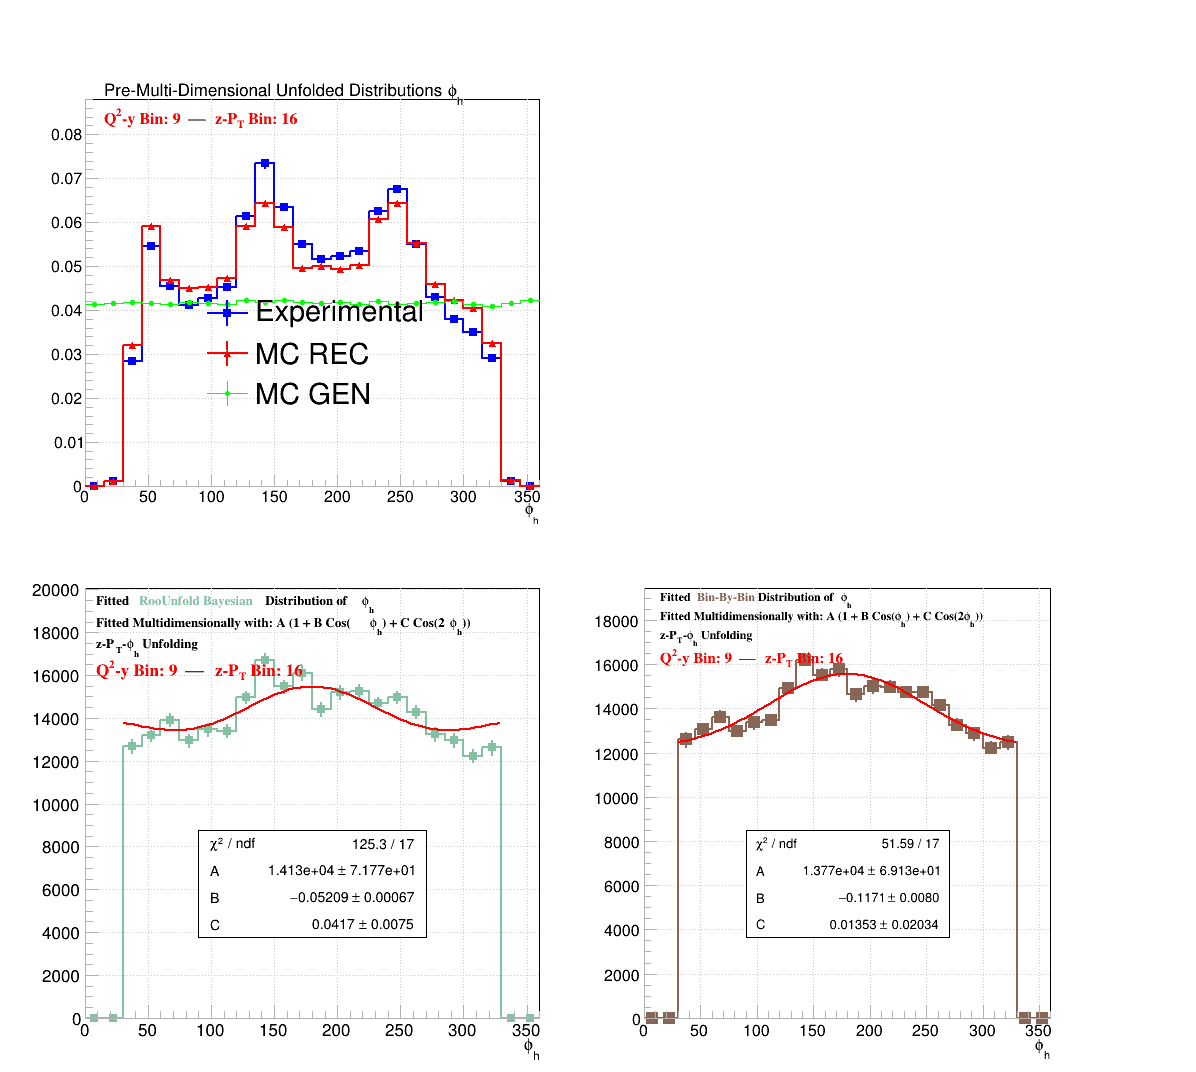 Pre-Multi-Dimensional Unfolded Distributions ϕh
Q2-y Bin: 9 — z-PT Bin: 16
0.08
0.07
0.06
0.05
0.04
0.03
0.02
0.01
0
Experimental
MC REC
MC GEN
0 50 100 150 200 250 300 350
ϕh
Fitted RooUnfold Bayesian Distribution of ϕh
Fitted Multidimensionally with: A (1 + B Cos( ϕh) + C Cos(2 ϕh))
z-PT-ϕh Unfolding
Q2-y Bin: 9 — z-PT Bin: 16
20000
18000
16000
14000
12000
10000
8000
6000
4000
2000
0
χ2 / ndf 125.3 / 17
A 1.413e+04 ± 7.177e+01
B −0.05209 ± 0.00067
C 0.0417 ± 0.0075
0 50 100 150 200 250 300 350
ϕh
Fitted Bin-By-Bin Distribution of ϕh
Fitted Multidimensionally with: A (1 + B Cos(ϕh) + C Cos(2ϕh))
z-PT-ϕh Unfolding
Q2-y Bin: 9 — z-PT Bin: 16
18000
16000
14000
12000
10000
8000
6000
4000
2000
0
χ2 / ndf 51.59 / 17
A 1.377e+04 ± 6.913e+01
B −0.1171 ± 0.0080
C 0.01353 ± 0.02034
0 50 100 150 200 250 300 350
ϕh